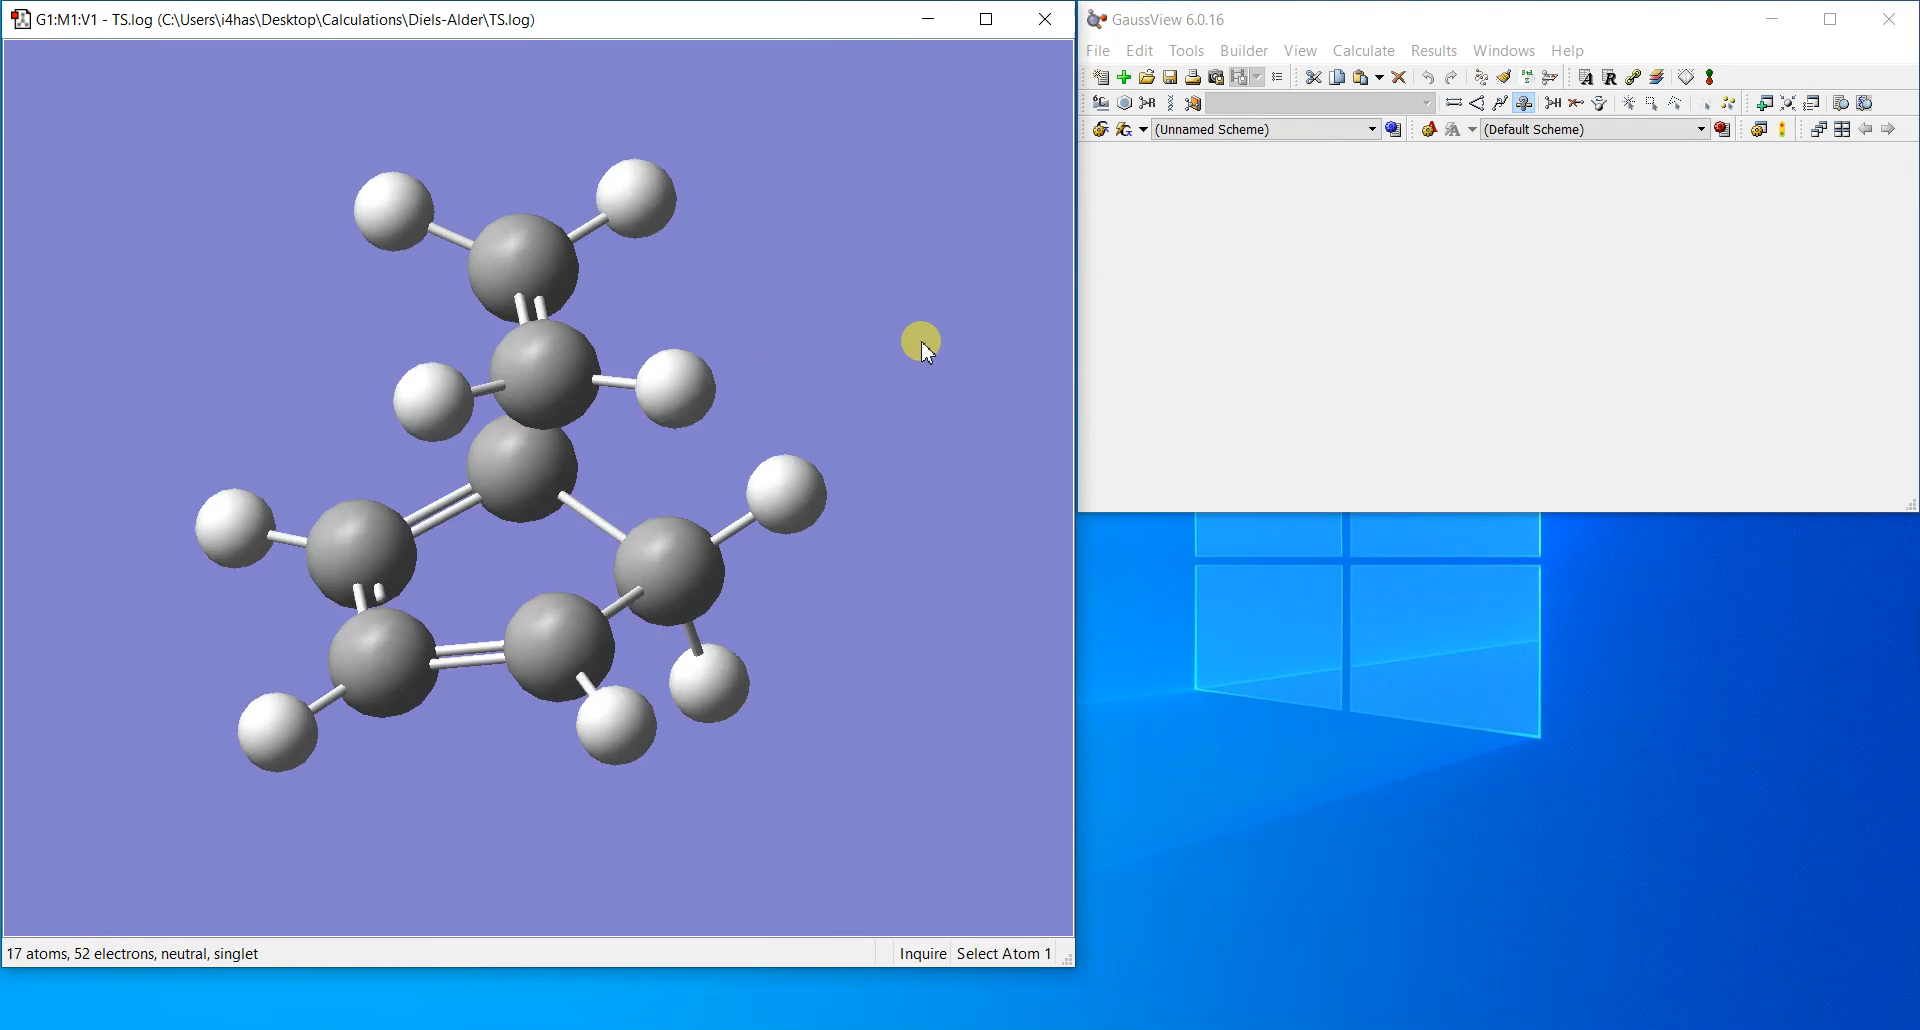 G1:M1:V1 - TS.log (C:\Users\i4has\Desktop\Calculations\Diels-Alder\TS.log)
GaussView 6.0.16
File Edit Tools Builder View Calculate Results Windows Help
(Unnamed Scheme) (Default Scheme)
17 atoms, 52 electrons, neutral, singlet
Inquire Select Atom 1